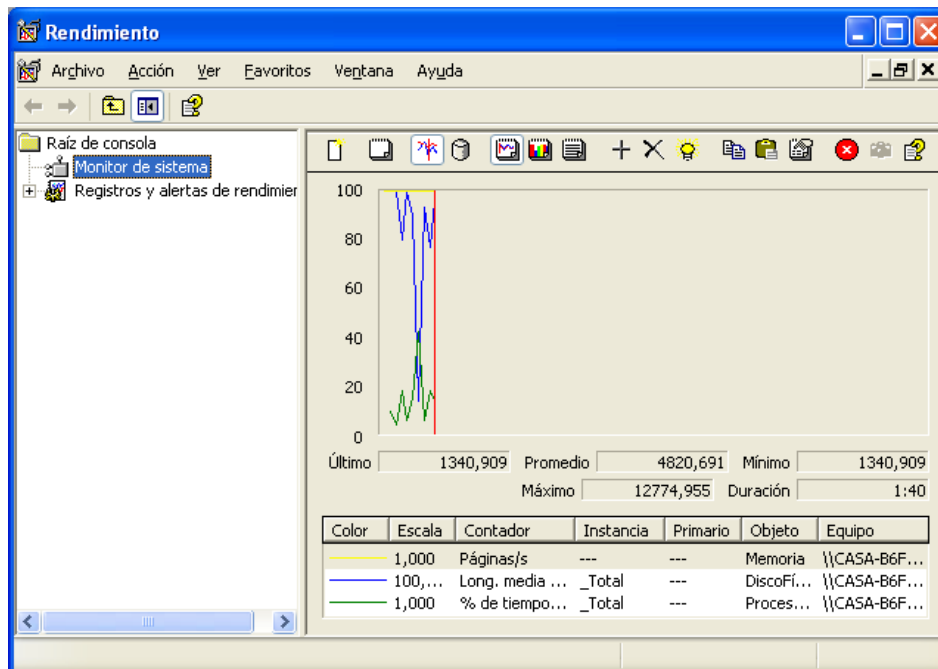 Rendimiento
Archivo Acción Ver Favoritos Ventana Ayuda
Raíz de consola
Monitor de sistema
Registros y alertas de rendimier
100
80
60
40
20
0
Último 1340,909 Promedio 4820,691 Mínimo 1340,909
Máximo 12774,955 Duración 1:40
Color Escala Contador Instancia Primario Objeto Equipo
1,000 Páginas/s --- --- Memoria \\CASA-B6F...
100,... Long. media ... _Total --- DiscoFí... \\CASA-B6F...
1,000 % de tiempo... _Total --- Proces... \\CASA-B6F...